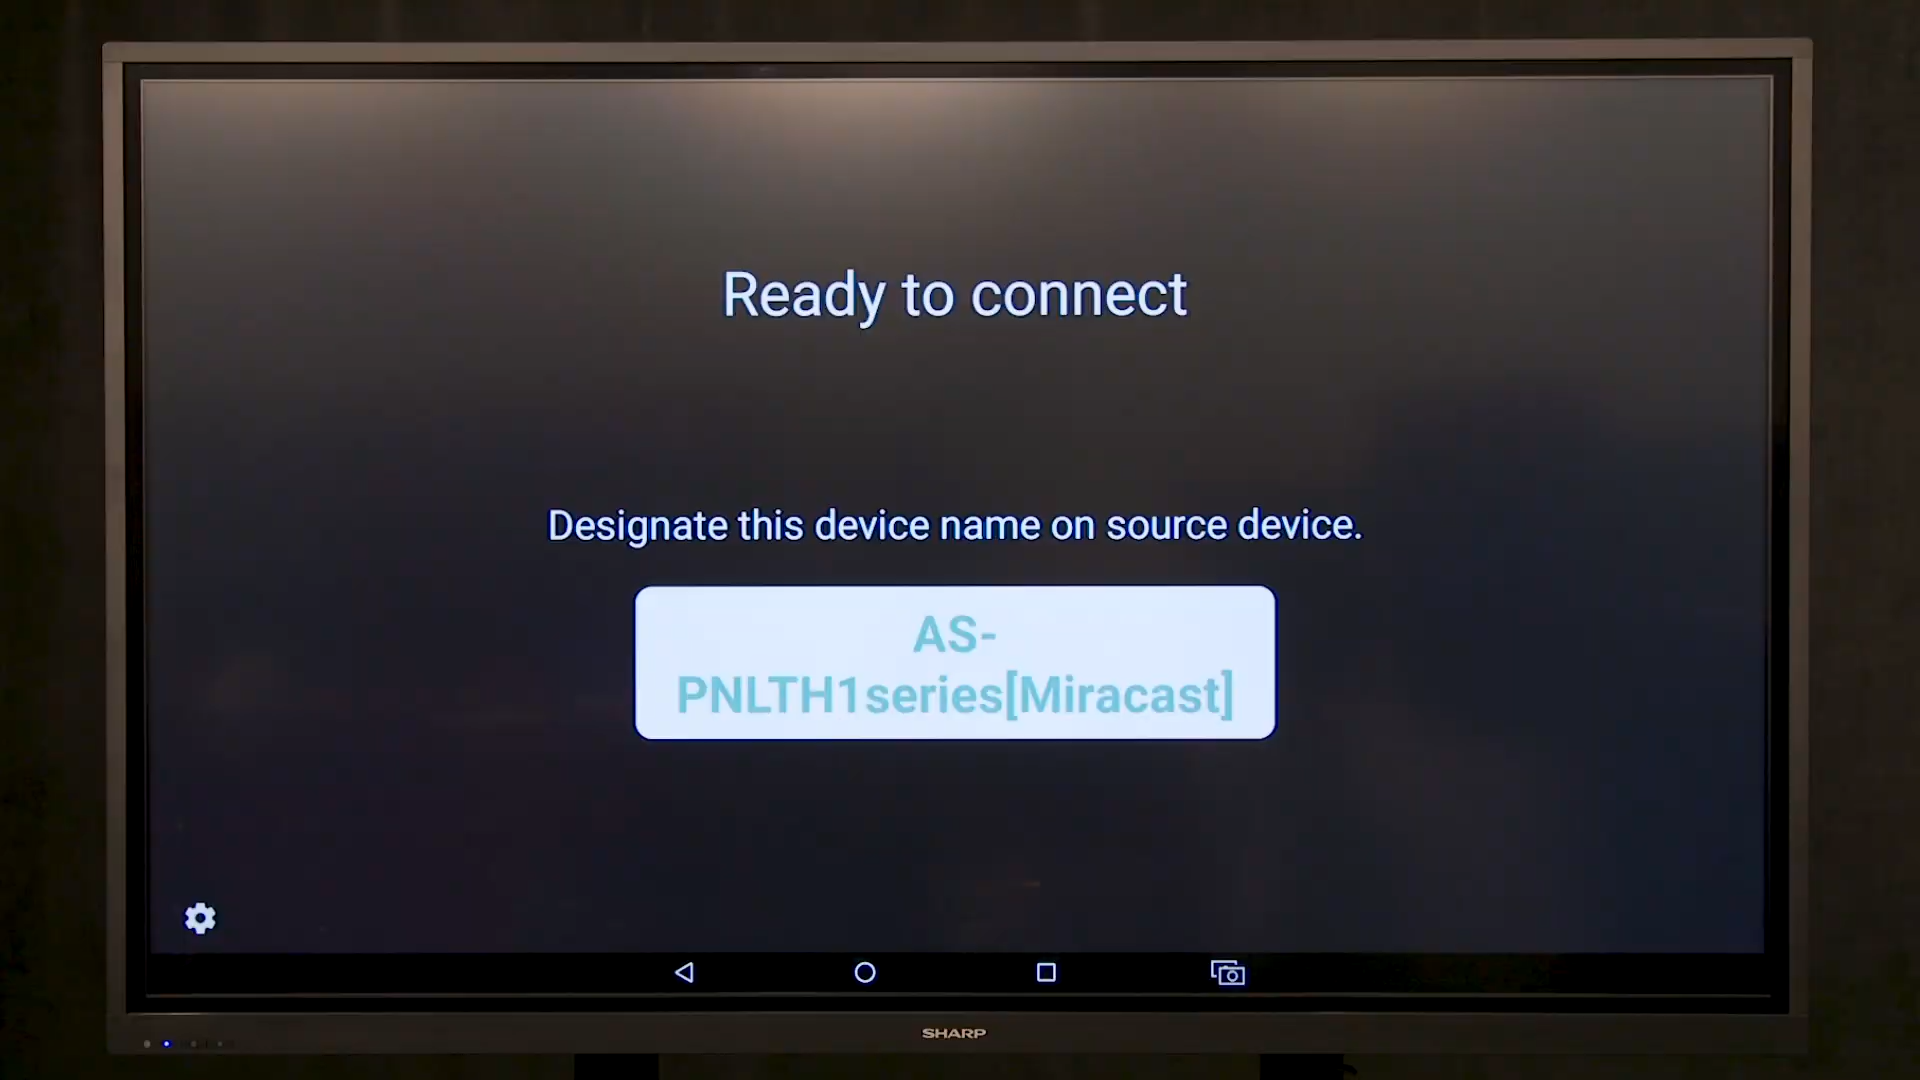 Ready to connect
Designate this device name on source device.
AS-
PNLTH1series[Miracast]
SHARP